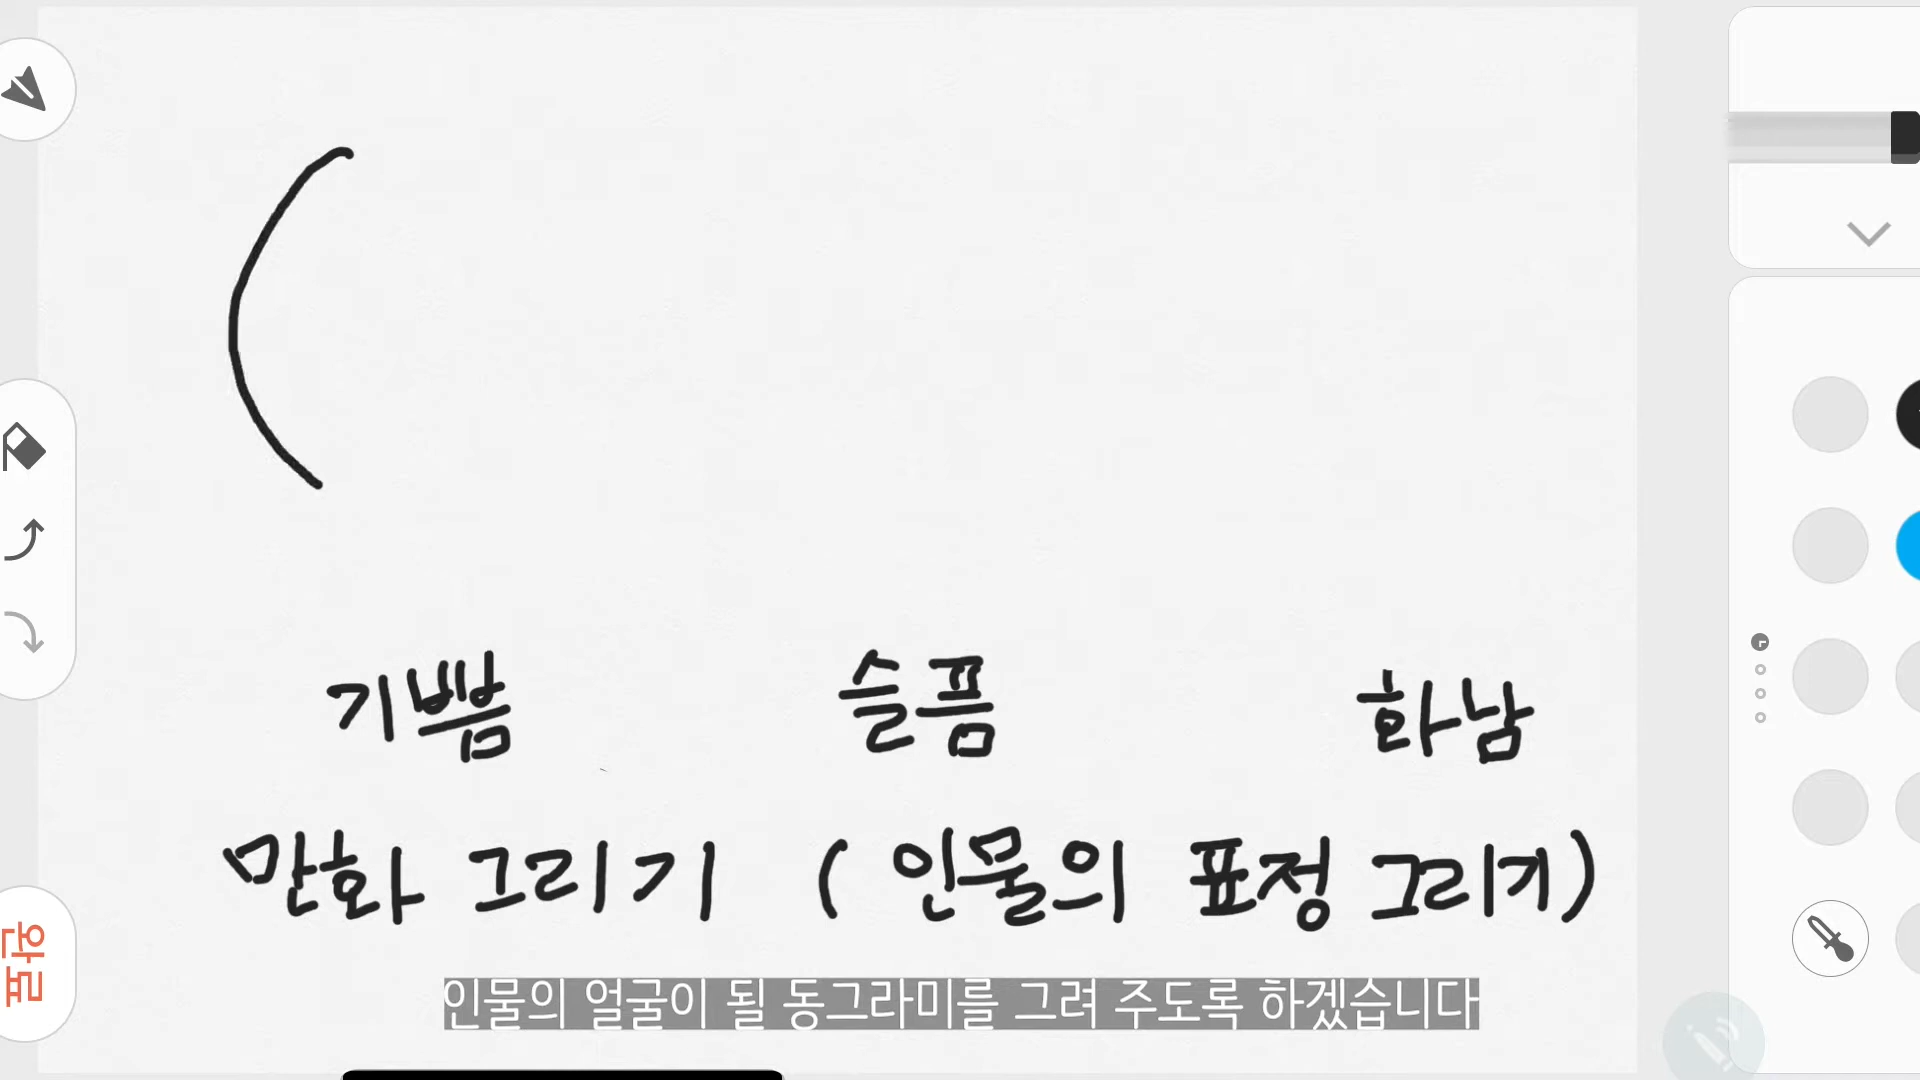 기쁨 슬픔 화남
만화 그리기 ( 인물의 표정 그리기)
인물의 얼굴이 될 동그라미를 그려 주도록 하겠습니다
완료